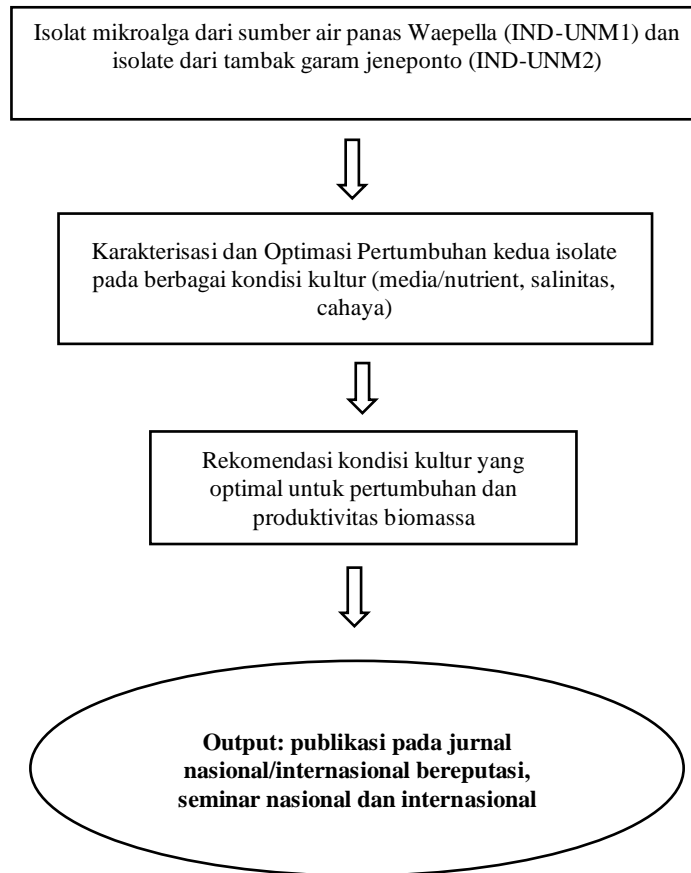 Isolat mikroalga dari sumber air panas Waepella (IND-UNM1) dan
isolate dari tambak garam jeneponto (IND-UNM2)
Karakterisasi dan Optimasi Pertumbuhan kedua isolate
pada berbagai kondisi kultur (media/nutrient, salinitas,
cahaya)
Rekomendasi kondisi kultur yang
optimal untuk pertumbuhan dan
produktivitas biomassa
Output: publikasi pada jurnal
nasional/internasional bereputasi,
seminar nasional dan internasional